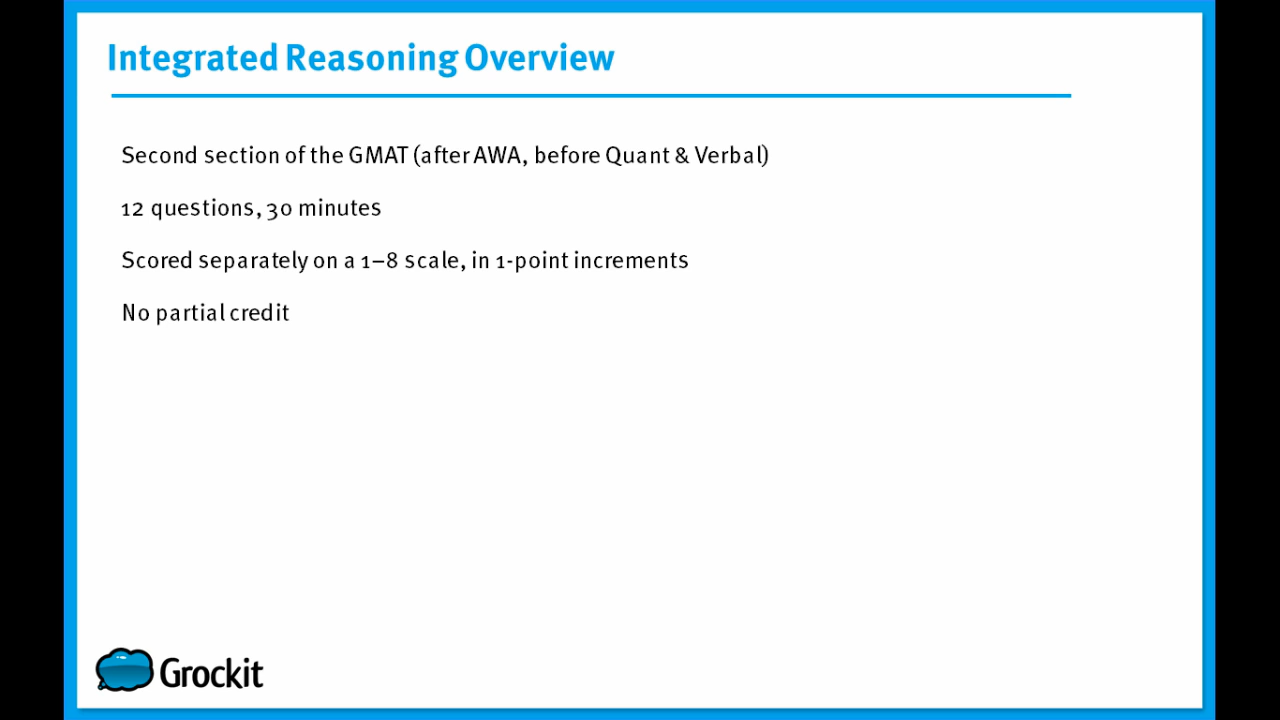 Integrated Reasoning Overview
Second section of the GMAT (after AWA, before Quant & Verbal)
12 questions, 30 minutes
Scored separately on a 1–8 scale, in 1-point increments
No partial credit
Grockit